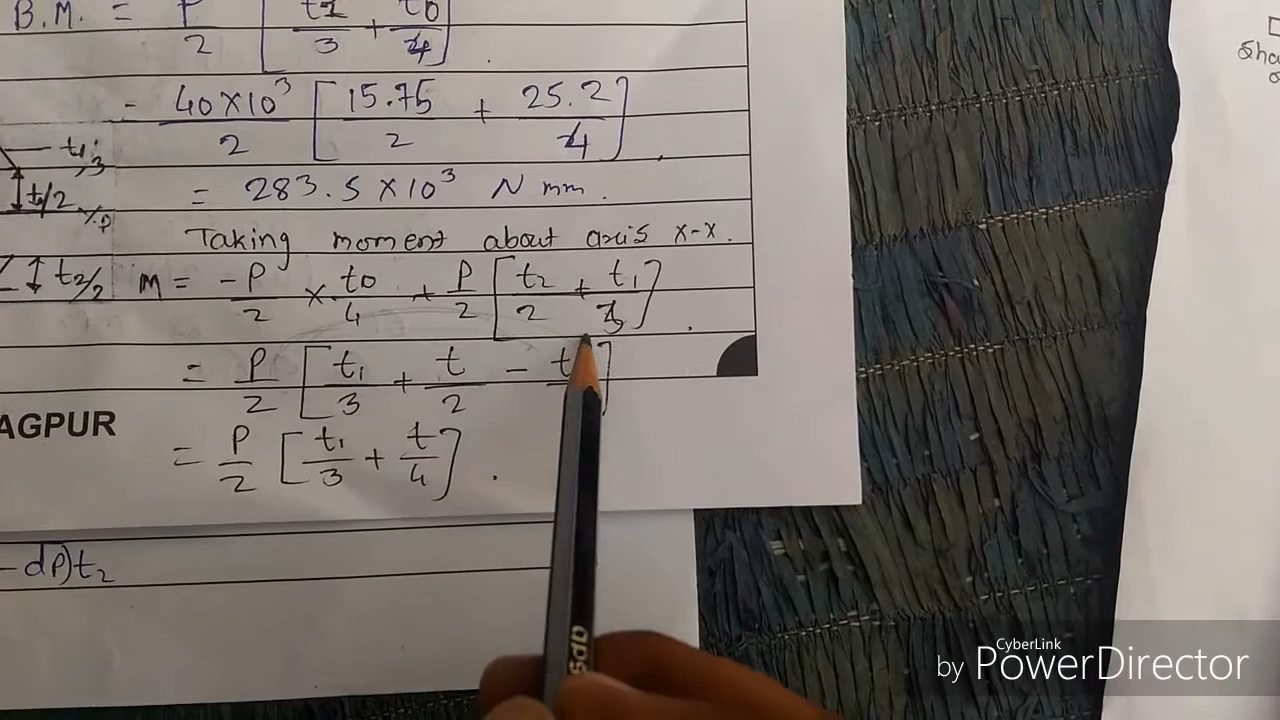 B.M. = P/2 [t1/3 + t0/4]
Sho
= 40×10³/2 [15.75/2 + 25.2/4].
t1/3
t/2
= 283.5 × 10³ N mm.
Taking moment about axis x-x.
t2/2 M = -P/2 × t0/4 + P/2 [t2/2 + t1/3].
= P/2 [t1/3 + t/2 - t ]
AGPUR
= P/2 [t1/3 + t/4].
- dp)t2
apsa
CyberLink
by PowerDirector